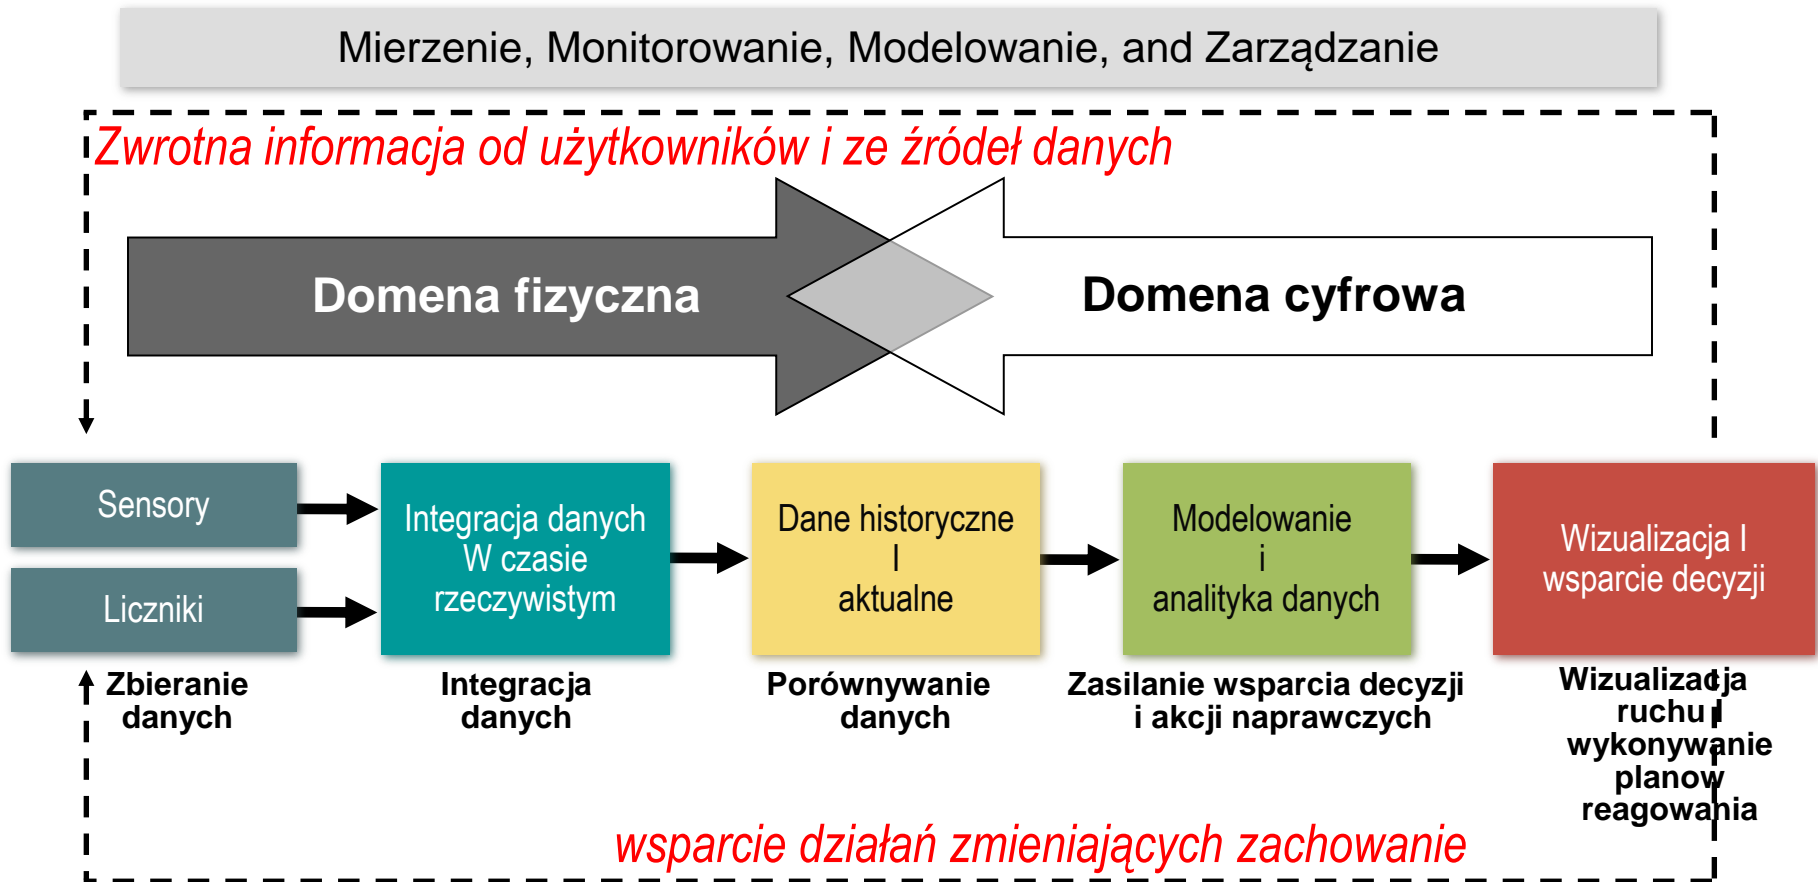 Mierzenie, Monitorowanie, Modelowanie, and Zarządzanie
Zwrotna informacja od użytkowników i ze źródeł danych
Domena fizyczna
Domena cyfrowa
Sensory
Liczniki
Integracja danych
W czasie
rzeczywistym
Dane historyczne
I
aktualne
Modelowanie
i
analityka danych
Wizualizacja I
wsparcie decyzji
Zbieranie
danych
Integracja
danych
Porównywanie
danych
Zasilanie wsparcia decyzji
i akcji naprawczych
Wizualizacja
ruchu I
wykonywanie
planow
reagowania
wsparcie działań zmieniających zachowanie